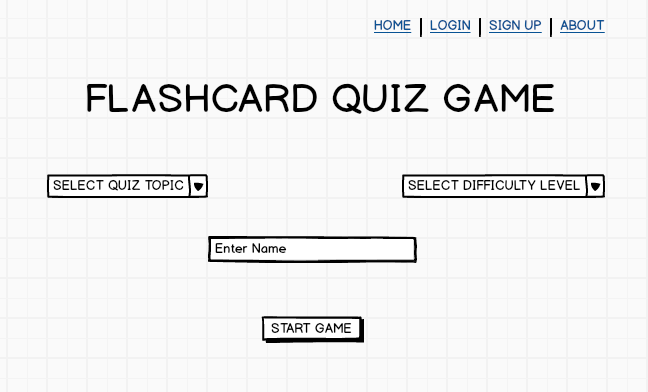 HOME | LOGIN | SIGN UP | ABOUT
FLASHCARD QUIZ GAME
SELECT QUIZ TOPIC SELECT DIFFICULTY LEVEL
Enter Name
START GAME